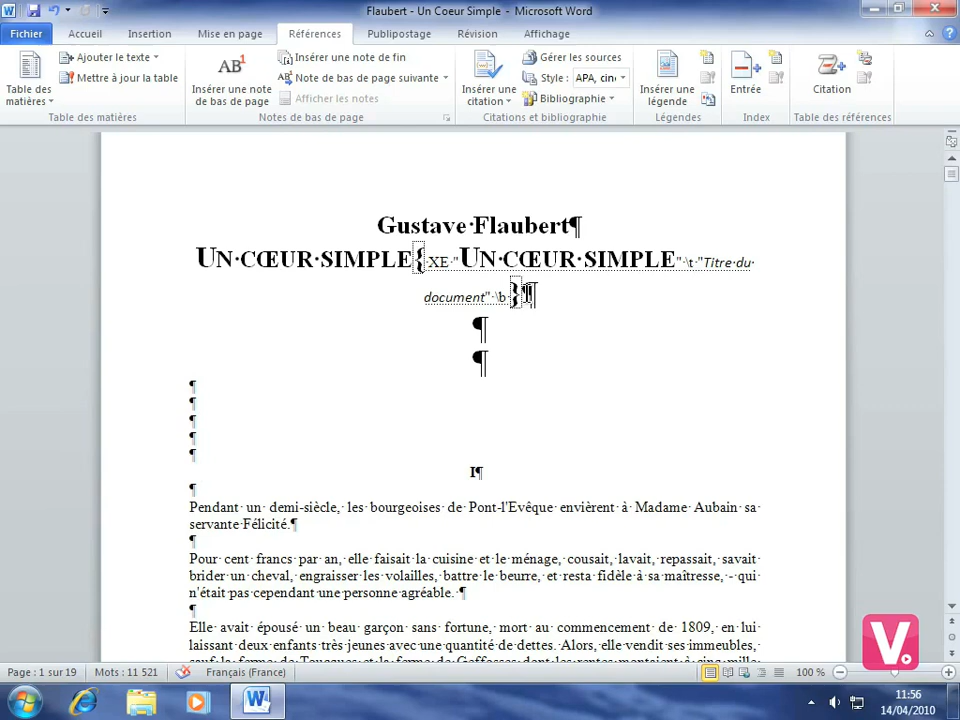 Flaubert - Un Coeur Simple - Microsoft Word
Fichier Accueil Insertion Mise en page Références Publipostage Révision Affichage
Table des matières
Ajouter le texte
Mettre à jour la table
Table des matières
AB¹
Insérer une note de bas de page
Insérer une note de fin
Note de bas de page suivante
Afficher les notes
Notes de bas de page
Insérer une citation
Gérer les sources
Style : APA, cin
Bibliographie
Citations et bibliographie
Insérer une légende
Légendes
Entrée
Index
Citation
Table des références
Gustave·Flaubert¶
UN·CŒUR·SIMPLE{·XE·"UN·CŒUR·SIMPLE"·\t·"Titre·du·
document"·\b·}¶
¶
¶
¶
¶
¶
¶
¶
I¶
¶
Pendant· un· demi-siècle,· les· bourgeoises· de· Pont-l'Evêque· envièrent· à· Madame· Aubain· sa·
servante·Félicité.¶
¶
Pour· cent· francs· par· an,· elle· faisait· la· cuisine· et· le· ménage,· cousait,· lavait,· repassait,· savait·
brider· un· cheval,· engraisser· les· volailles,· battre· le· beurre,· et· resta· fidèle· à· sa· maîtresse,· -· qui·
n'était·pas·cependant·une·personne·agréable.·¶
¶
Elle· avait· épousé· un· beau· garçon· sans· fortune,· mort· au· commencement· de· 1809,· en· lui·
laissant·deux·enfants·très·jeunes·avec·une·quantité·de·dettes.·Alors,·elle·vendit·ses·immeubles,·
Page : 1 sur 19 Mots : 11 521 Français (France) 100 %
V
11:56
14/04/2010